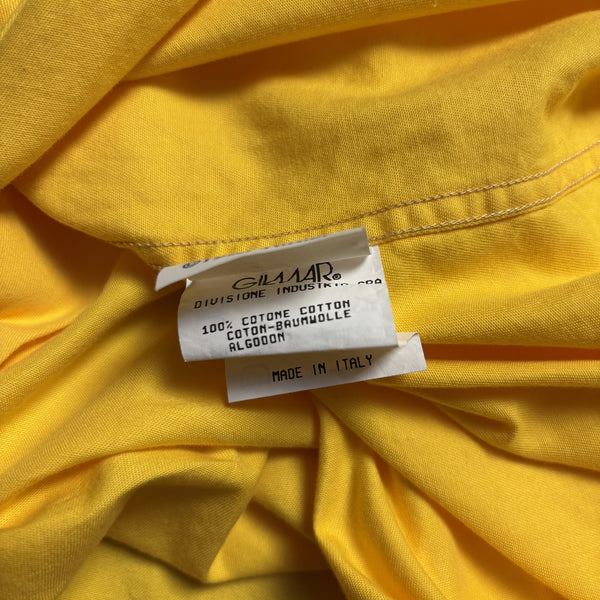 GILMAR®
DIVISIONE INDUSTRIA SPA
100% COTONE COTTON
COTON-BAUMWOLLE
ALGODON
MADE IN ITALY